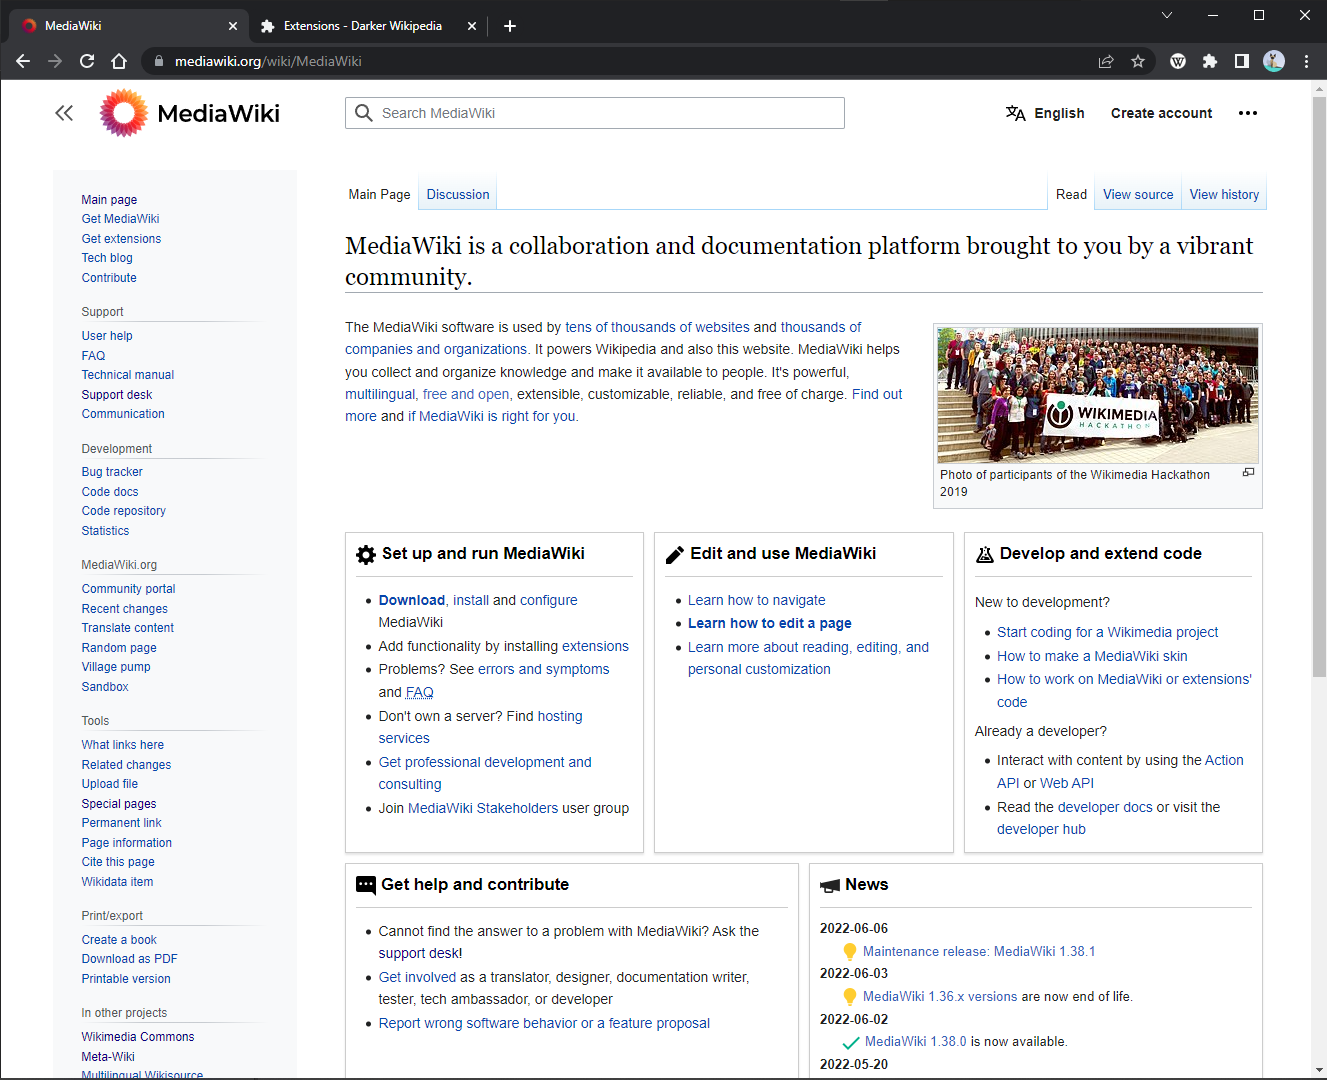 MediaWiki
Extensions - Darker Wikipedia
mediawiki.org/wiki/MediaWiki
MediaWiki
Search MediaWiki
English
Create account
Main page
Get MediaWiki
Get extensions
Tech blog
Contribute
Support
User help
FAQ
Technical manual
Support desk
Communication
Development
Bug tracker
Code docs
Code repository
Statistics
MediaWiki.org
Community portal
Recent changes
Translate content
Random page
Village pump
Sandbox
Tools
What links here
Related changes
Upload file
Special pages
Permanent link
Page information
Cite this page
Wikidata item
Print/export
Create a book
Download as PDF
Printable version
In other projects
Wikimedia Commons
Meta-Wiki
Multilingual Wikisource
Main Page
Discussion
Read
View source
View history
MediaWiki is a collaboration and documentation platform brought to you by a vibrant
community.
The MediaWiki software is used by tens of thousands of websites and thousands of
companies and organizations. It powers Wikipedia and also this website. MediaWiki helps
you collect and organize knowledge and make it available to people. It's powerful,
multilingual, free and open, extensible, customizable, reliable, and free of charge. Find out
more and if MediaWiki is right for you.
WIKIMEDIA
HACKATHON
Photo of participants of the Wikimedia Hackathon
2019
Set up and run MediaWiki
Download, install and configure
MediaWiki
Add functionality by installing extensions
Problems? See errors and symptoms
and FAQ
Don't own a server? Find hosting
services
Get professional development and
consulting
Join MediaWiki Stakeholders user group
Edit and use MediaWiki
Learn how to navigate
Learn how to edit a page
Learn more about reading, editing, and
personal customization
Develop and extend code
New to development?
Start coding for a Wikimedia project
How to make a MediaWiki skin
How to work on MediaWiki or extensions'
code
Already a developer?
Interact with content by using the Action
API or Web API
Read the developer docs or visit the
developer hub
Get help and contribute
Cannot find the answer to a problem with MediaWiki? Ask the
support desk!
Get involved as a translator, designer, documentation writer,
tester, tech ambassador, or developer
Report wrong software behavior or a feature proposal
News
2022-06-06
Maintenance release: MediaWiki 1.38.1
2022-06-03
MediaWiki 1.36.x versions are now end of life.
2022-06-02
MediaWiki 1.38.0 is now available.
2022-05-20